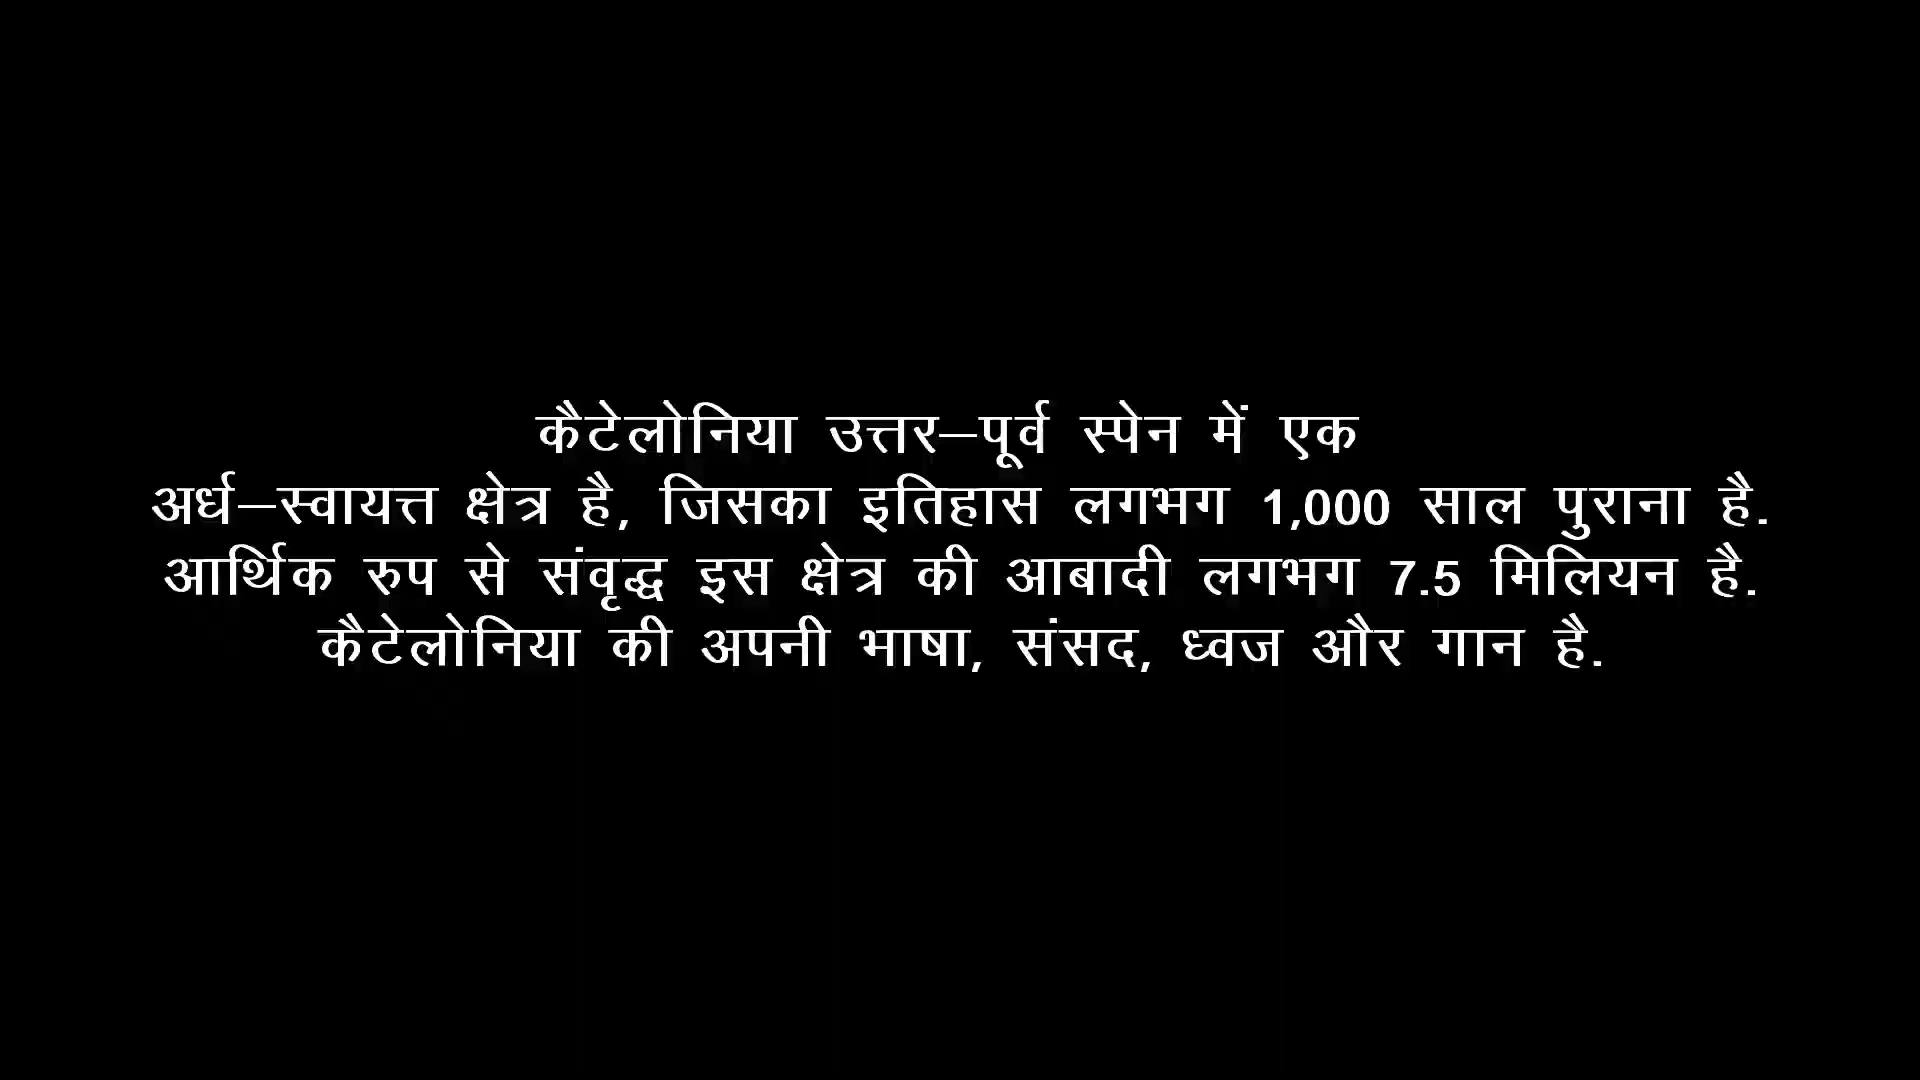 कैटेलोनिया उत्तर–पूर्व स्पेन में एक
अर्ध–स्वायत्त क्षेत्र है, जिसका इतिहास लगभग 1,000 साल पुराना है.
आर्थिक रुप से संवृद्ध इस क्षेत्र की आबादी लगभग 7.5 मिलियन है.
कैटेलोनिया की अपनी भाषा, संसद, ध्वज और गान है.